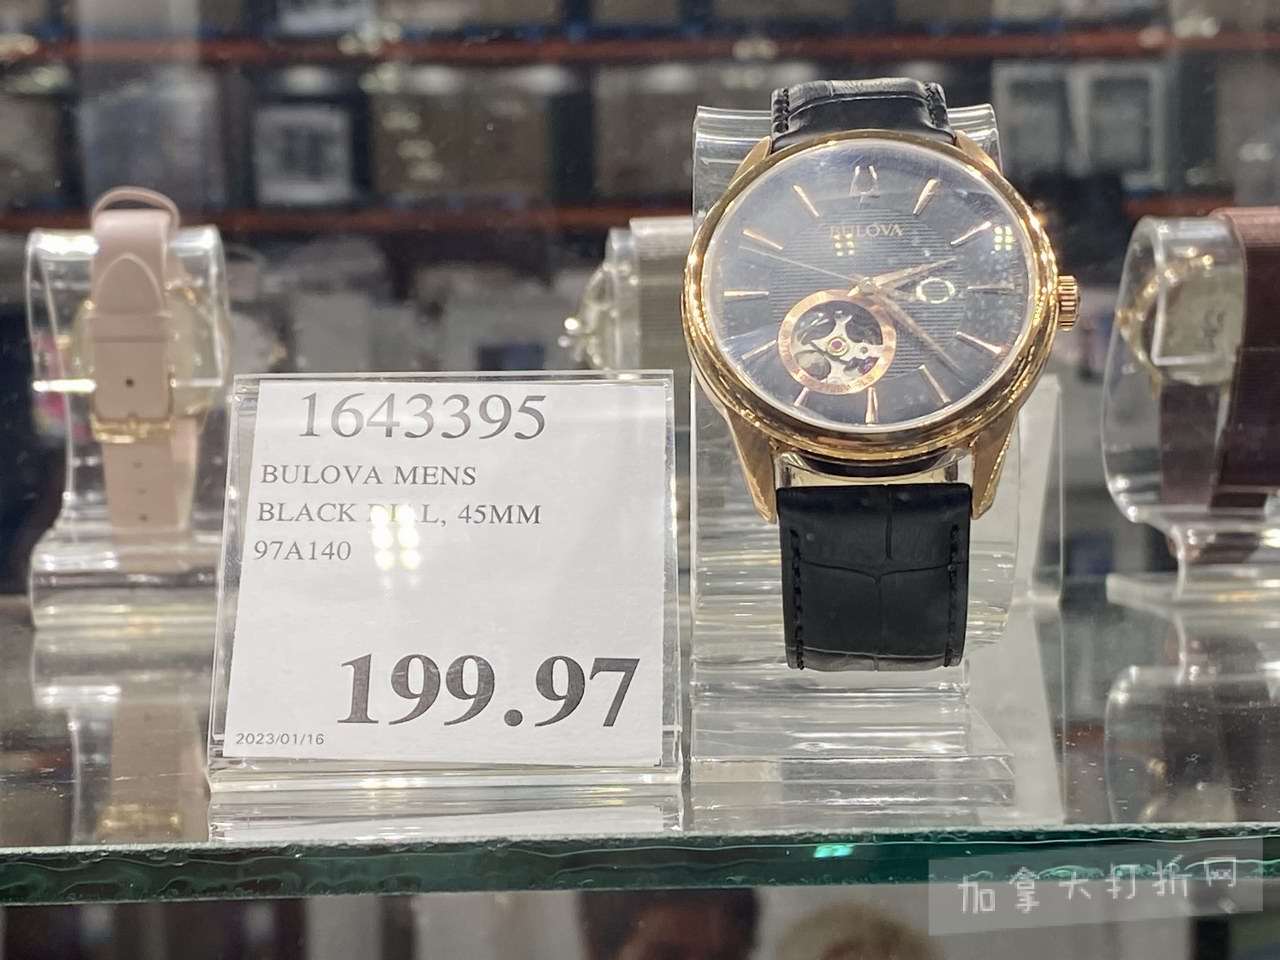 BULOVA
1643395
BULOVA MENS
BLACK DIAL, 45MM
97A140
199.97
2023/01/16
加拿大打折网